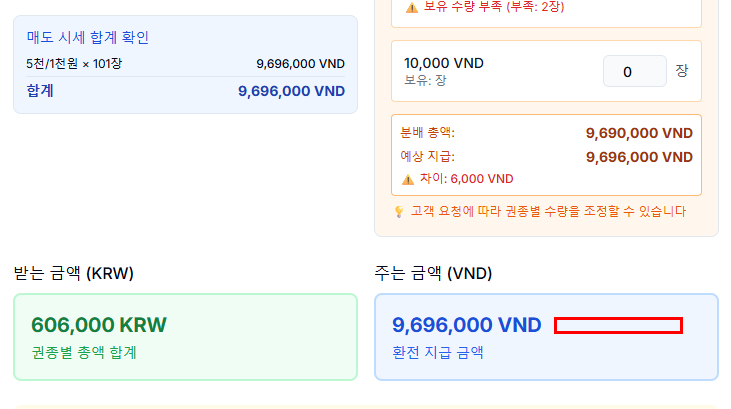 ⚠️ 보유 수량 부족 (부족: 2장)
매도 시세 합계 확인
5천/1천원 × 101장 9,696,000 VND
합계 9,696,000 VND
10,000 VND
보유: 장
0 장
분배 총액: 9,690,000 VND
예상 지급: 9,696,000 VND
⚠️ 차이: 6,000 VND
💡 고객 요청에 따라 권종별 수량을 조정할 수 있습니다
받는 금액 (KRW)
606,000 KRW
권종별 총액 합계
주는 금액 (VND)
9,696,000 VND
환전 지급 금액